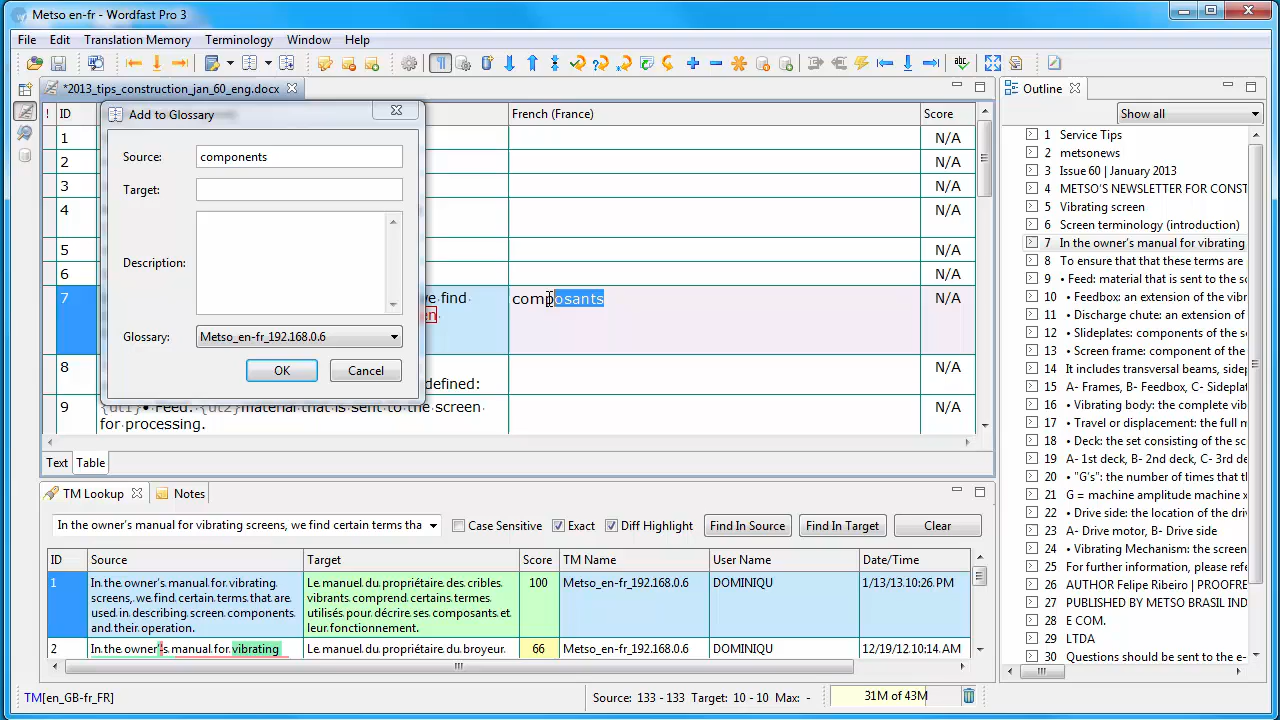 Metso en-fr - Wordfast Pro 3
File Edit Translation Memory Terminology Window Help
*2013_tips_construction_jan_60_eng.docx
Outline
Add to Glossary
! ID French (France) Score
Show all
1 N/A
2 N/A
3 N/A
4 N/A
5 N/A
6 N/A
7 we find composants N/A
en
8 defined: N/A
9 {ut1}• Feed: {ut2}material that is sent to the screen N/A
for processing.
Source: components
Target:
Description:
Glossary: Metso_en-fr_192.168.0.6
OK Cancel
1 Service Tips
2 metsonews
3 Issue 60 | January 2013
4 METSO'S NEWSLETTER FOR CONST
5 Vibrating screen
6 Screen terminology (introduction)
7 In the owner's manual for vibrating
8 To ensure that that these terms are
9 • Feed: material that is sent to the s
10 • Feedbox: an extension of the vib
11 • Discharge chute: an extension of
12 • Slideplates: components of the s
13 • Screen frame: component of the
14 It includes transversal beams, sidep
15 A- Frames, B- Feedbox, C- Sidepl
16 • Vibrating body: the complete vib
17 • Travel or displacement: the full m
18 • Deck: the set consisting of the sc
19 A- 1st deck, B- 2nd deck, C- 3rd de
20 • "G's": the number of times that t
21 G = machine amplitude machine x
22 • Drive side: the location of the dr
23 A- Drive motor, B- Drive side
24 • Vibrating Mechanism: the screen
25 For further information, please refe
26 AUTHOR Felipe Ribeiro | PROOFRE
27 PUBLISHED BY METSO BRASIL IND
28 E COM.
29 LTDA
30 Questions should be sent to the e-
Text Table
TM Lookup Notes
In the owner's manual for vibrating screens, we find certain terms tha Case Sensitive Exact Diff Highlight Find In Source Find In Target Clear
ID Source Target Score TM Name User Name Date/Time
1 In the owner's manual for vibrating Le manuel du propriétaire des cribles 100 Metso_en-fr_192.168.0.6 DOMINIQU 1/13/13 10:26 PM
screens, we find certain terms that are vibrants comprend certains termes
used in describing screen components utilisés pour décrire ses composants et
and their operation. leur fonctionnement.
2 In the owner's manual for vibrating Le manuel du propriétaire du broyeur 66 Metso_en-fr_192.168.0.6 DOMINIQU 12/19/12 10:14 AM
TM[en_GB-fr_FR] Source: 133 - 133 Target: 10 - 10 Max: - 31M of 43M